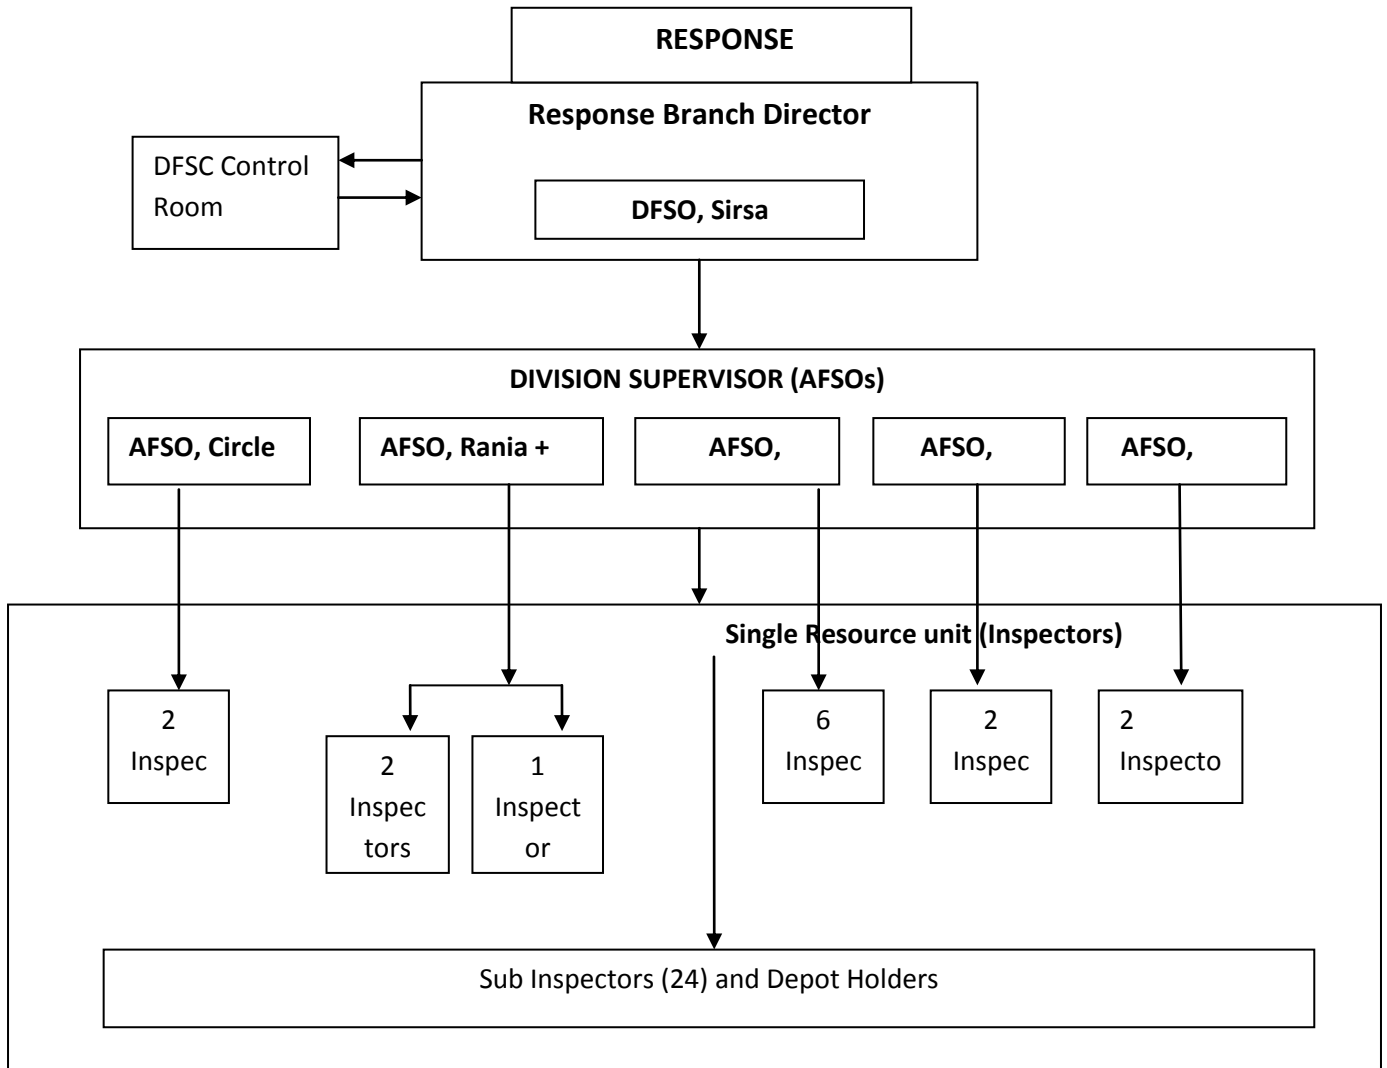 RESPONSE
Response Branch Director
DFSC Control
Room
DFSO, Sirsa
DIVISION SUPERVISOR (AFSOs)
AFSO, Circle
AFSO, Rania +
AFSO,
AFSO,
AFSO,
Single Resource unit (Inspectors)
2
Inspec
2
Inspec
tors
1
Inspect
or
6
Inspec
2
Inspec
2
Inspecto
Sub Inspectors (24) and Depot Holders